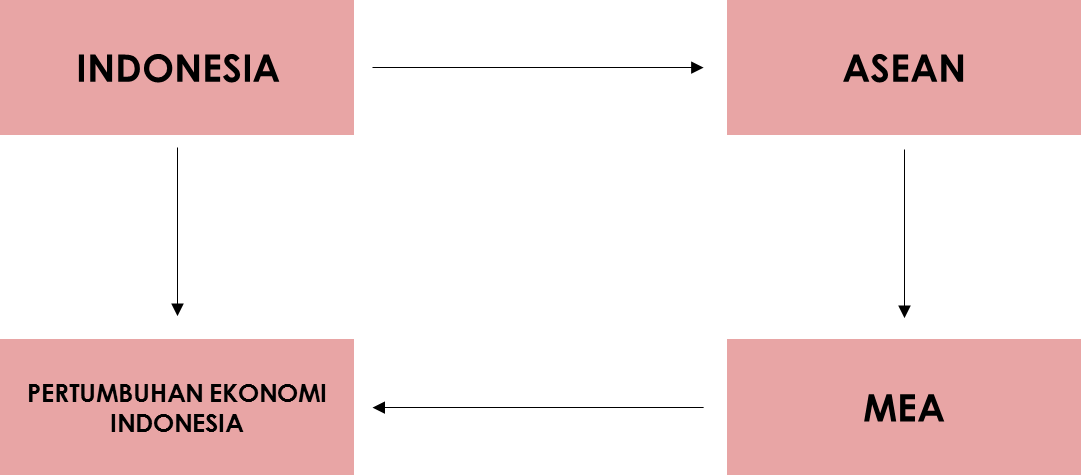 INDONESIA
ASEAN
PERTUMBUHAN EKONOMI
INDONESIA
MEA